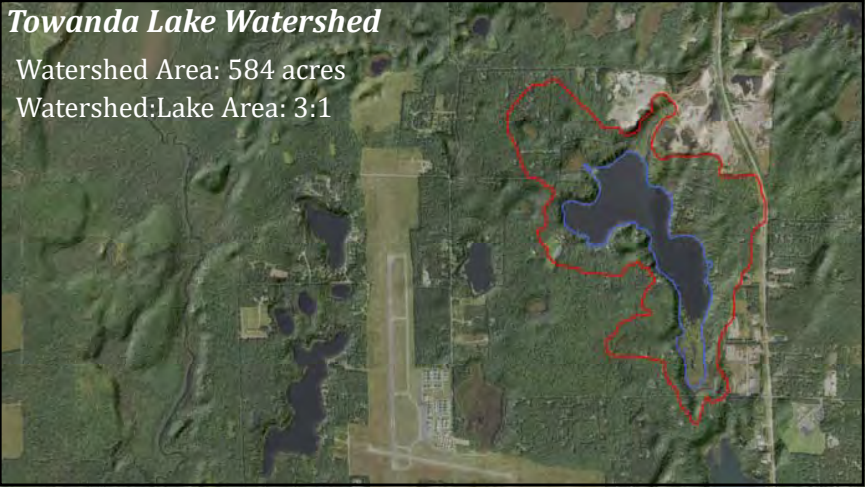 Towanda Lake Watershed
Watershed Area: 584 acres
Watershed:Lake Area: 3:1